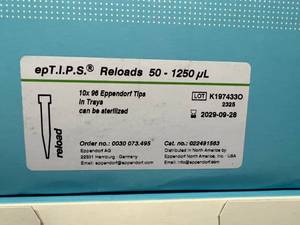 epT.I.P.S.® Reloads 50 - 1250 µL
10x 96 Eppendorf Tips
in Trays
can be sterilized
LOT K197433O
2325
2029-09-28
reload
Order no.: 0030 073.495
Eppendorf AG
22331 Hamburg · Germany
Email: eppendorf@eppendorf.com
Cat. no.: 022491563
Distributed in North America by
Eppendorf North America, Inc. · USA
E-mail: info@eppendorf.com